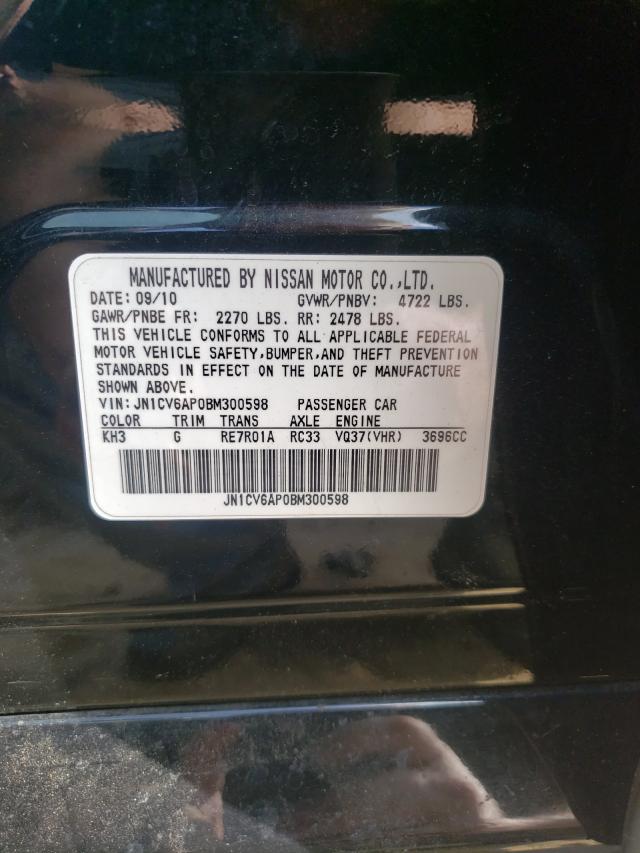 MANUFACTURED BY NISSAN MOTOR CO.,LTD.
DATE: 09/10 GVWR/PNBV: 4722 LBS.
GAWR/PNBE FR: 2270 LBS. RR: 2478 LBS.
THIS VEHICLE CONFORMS TO ALL APPLICABLE FEDERAL
MOTOR VEHICLE SAFETY,BUMPER,AND THEFT PREVENTION
STANDARDS IN EFFECT ON THE DATE OF MANUFACTURE
SHOWN ABOVE.
VIN: JN1CV6AP0BM300598 PASSENGER CAR
COLOR TRIM TRANS AXLE ENGINE
KH3 G RE7R01A RC33 VQ37(VHR) 3696CC
JN1CV6AP0BM300598